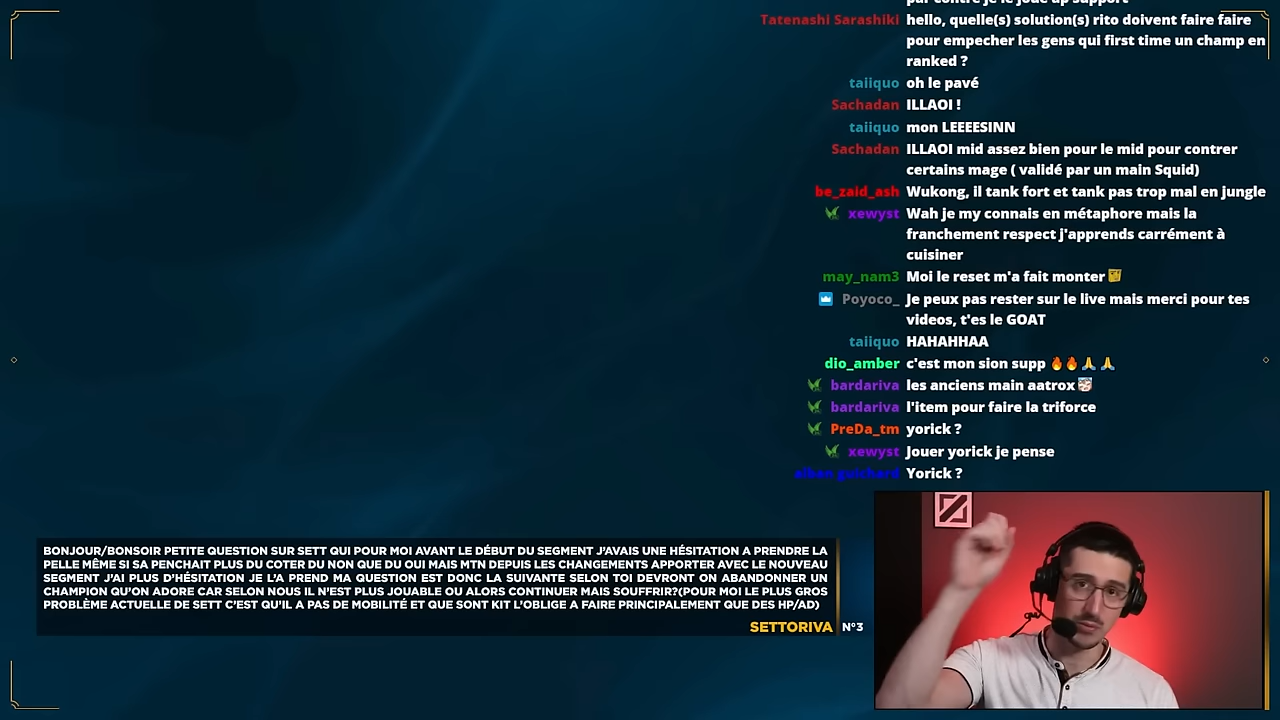 par contre je le joue ap support
Tatenashi Sarashiki hello, quelle(s) solution(s) rito doivent faire faire
pour empecher les gens qui first time un champ en
ranked ?
taiiquo oh le pavé
Sachadan ILLAOI !
taiiquo mon LEEEESINN
Sachadan ILLAOI mid assez bien pour le mid pour contrer
certains mage ( validé par un main Squid)
be_zaid_ash Wukong, il tank fort et tank pas trop mal en jungle
xewyst Wah je my connais en métaphore mais la
franchement respect j'apprends carrément à
cuisiner
may_nam3 Moi le reset m'a fait monter
Poyoco_ Je peux pas rester sur le live mais merci pour tes
videos, t'es le GOAT
taiiquo HAHAHHAA
dio_amber c'est mon sion supp 🔥🔥🙏🙏
bardariva les anciens main aatrox
bardariva l'item pour faire la triforce
PreDa_tm yorick ?
xewyst Jouer yorick je pense
alban guichard Yorick ?
BONJOUR/BONSOIR PETITE QUESTION SUR SETT QUI POUR MOI AVANT LE DÉBUT DU SEGMENT J'AVAIS UNE HÉSITATION A PRENDRE LA
PELLE MÊME SI SA PENCHAIT PLUS DU COTER DU NON QUE DU OUI MAIS MTN DEPUIS LES CHANGEMENTS APPORTER AVEC LE NOUVEAU
SEGMENT J'AI PLUS D'HÉSITATION JE L'A PREND MA QUESTION EST DONC LA SUIVANTE SELON TOI DEVRONT ON ABANDONNER UN
CHAMPION QU'ON ADORE CAR SELON NOUS IL N'EST PLUS JOUABLE OU ALORS CONTINUER MAIS SOUFFRIR?(POUR MOI LE PLUS GROS
PROBLÈME ACTUELLE DE SETT C'EST QU'IL A PAS DE MOBILITÉ ET QUE SONT KIT L'OBLIGE A FAIRE PRINCIPALEMENT QUE DES HP/AD)
SETTORIVA N°3